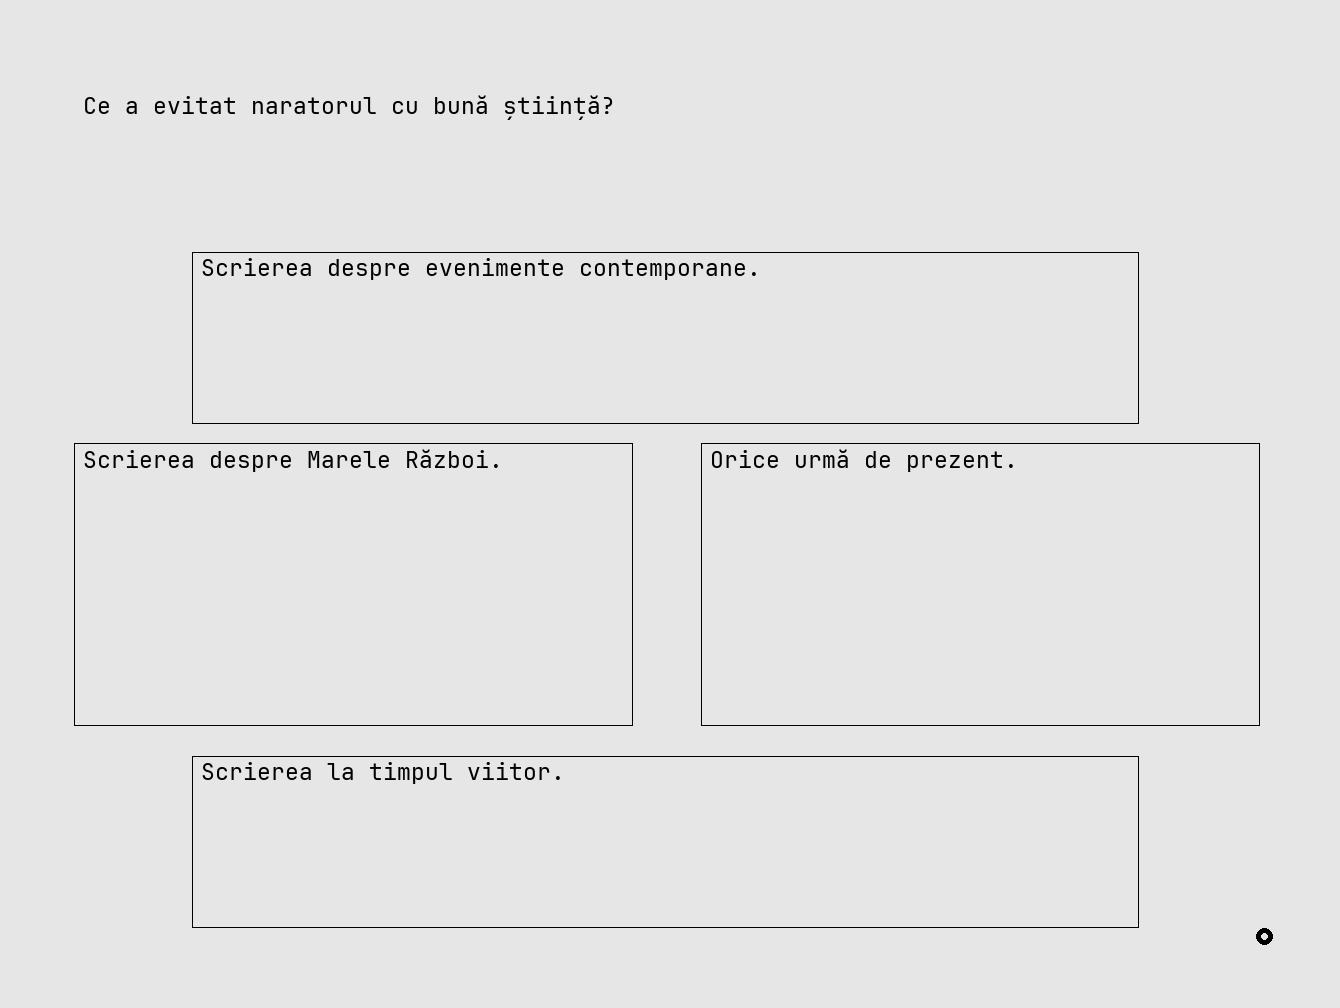 Ce a evitat naratorul cu bună știință?
Scrierea despre evenimente contemporane.
Scrierea despre Marele Război.
Orice urmă de prezent.
Scrierea la timpul viitor.